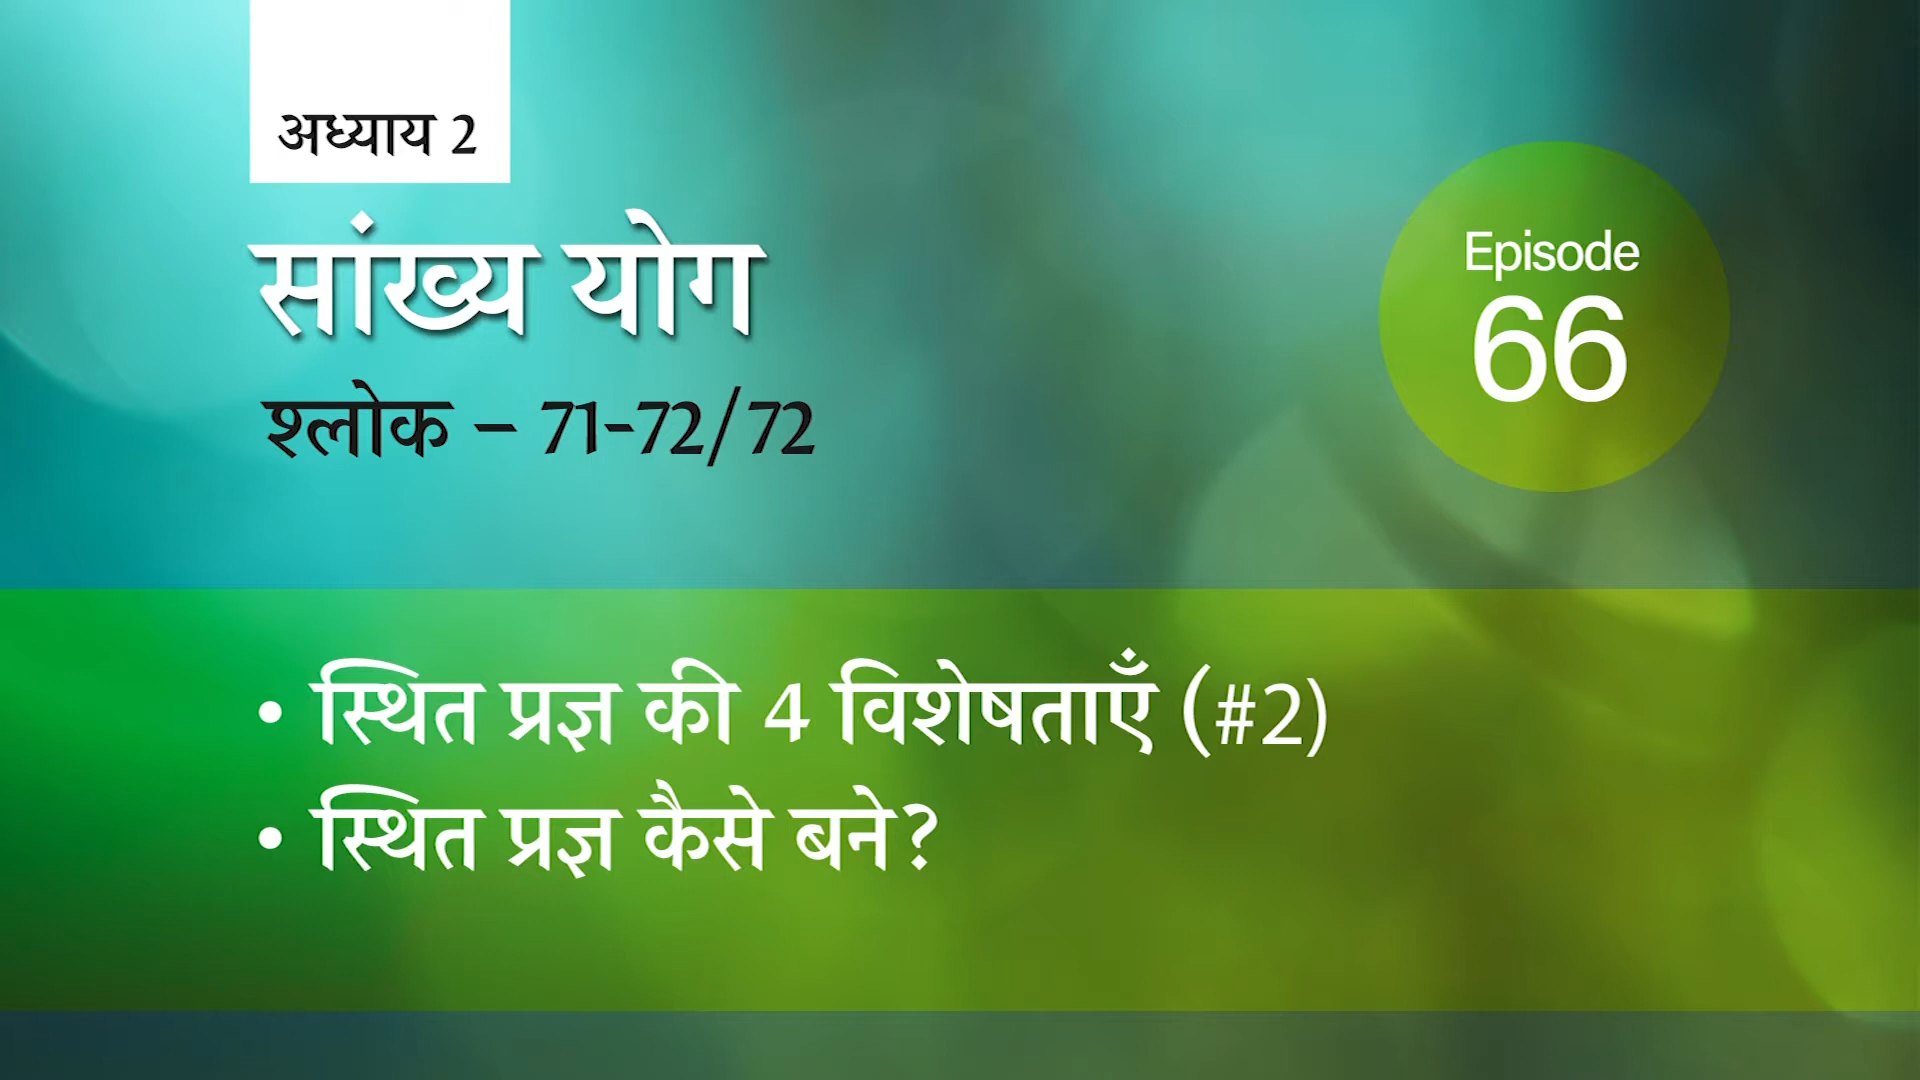 अध्याय 2
सांख्य योग
श्लोक – 71-72/72
Episode
66
• स्थित प्रज्ञ की 4 विशेषताएँ (#2)
• स्थित प्रज्ञ कैसे बने?